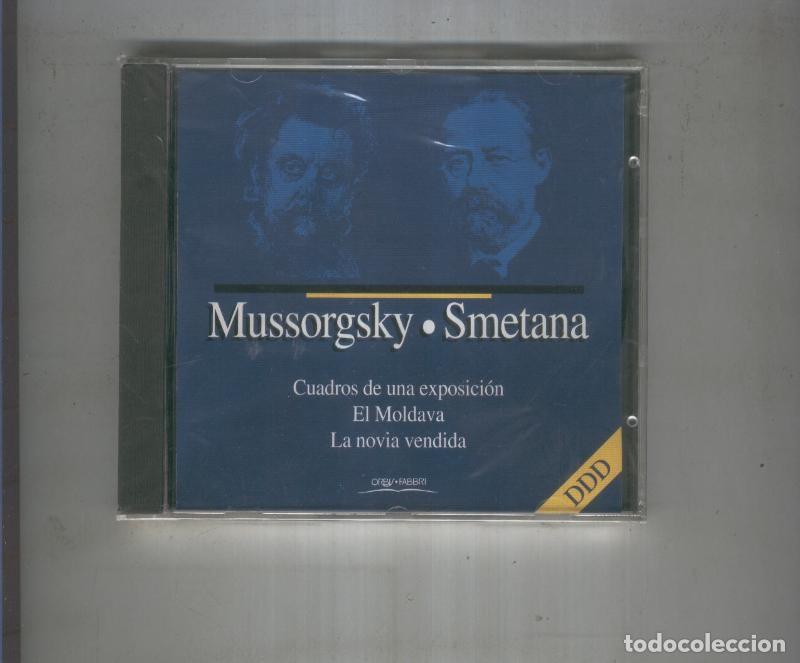 Mussorgsky • Smetana
Cuadros de una exposición
El Moldava
La novia vendida
ORBIS • FABBRI
DDD
todocoleccion